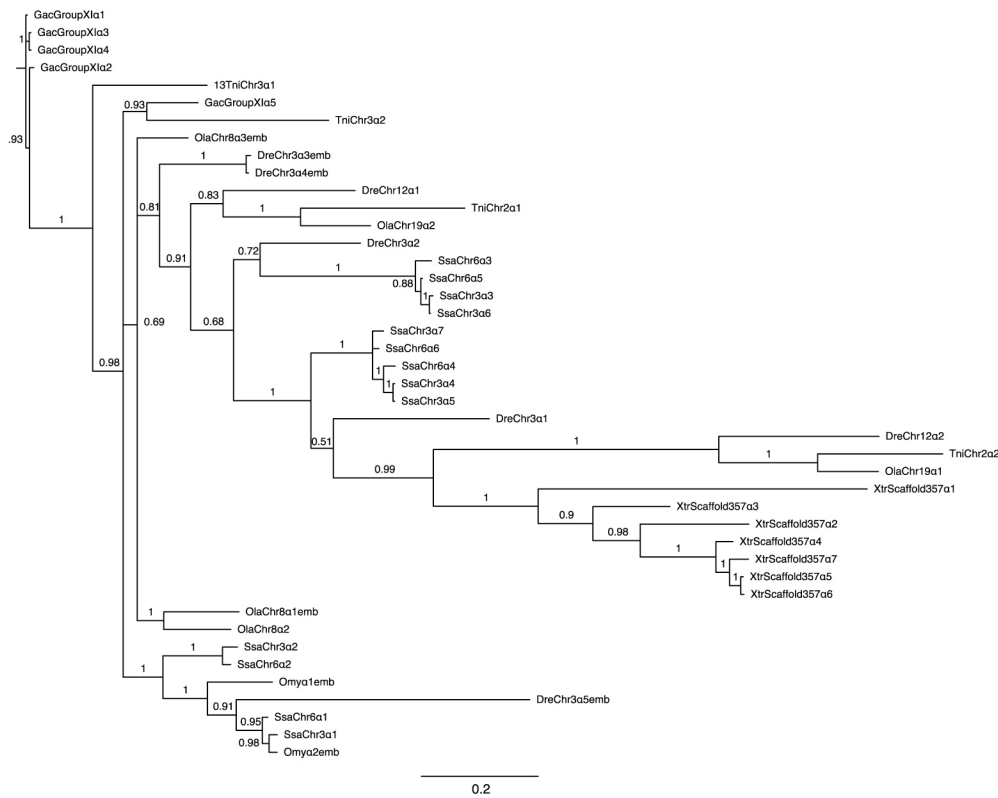 GacGroupXIα1
1
GacGroupXIα3
GacGroupXIα4
GacGroupXIα2
13TniChr3α1
0.93
GacGroupXIα5
TniChr3α2
.93
OlaChr8α3emb
1
DreChr3α3emb
DreChr3α4emb
0.83
DreChr12α1
0.81
1
TniChr2α1
1
OlaChr19α2
0.72
DreChr3α2
0.91
1
SsaChr6α3
SsaChr6α5
0.88
1
SsaChr3α3
SsaChr3α6
0.69
0.68
SsaChr3α7
1
SsaChr6α6
0.98
SsaChr6α4
1
1
SsaChr3α4
1
SsaChr3α5
DreChr3α1
0.51
1
DreChr12α2
1
TniChr2α2
0.99
OlaChr19α1
1
XtrScaffold357α1
XtrScaffold357α3
0.9
XtrScaffold357α2
0.98
XtrScaffold357α4
1
1
XtrScaffold357α7
1
XtrScaffold357α5
XtrScaffold357α6
1
OlaChr8α1emb
OlaChr8α2
1
SsaChr3α2
SsaChr6α2
1
Omyα1emb
1
DreChr3α5emb
0.91
SsaChr6α1
0.95
SsaChr3α1
0.98
Omyα2emb
0.2